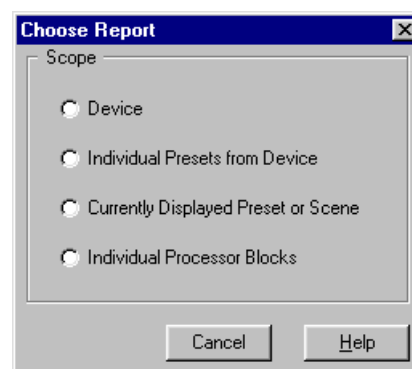 Choose Report
Scope
Device
Individual Presets from Device
Currently Displayed Preset or Scene
Individual Processor Blocks
Cancel
Help